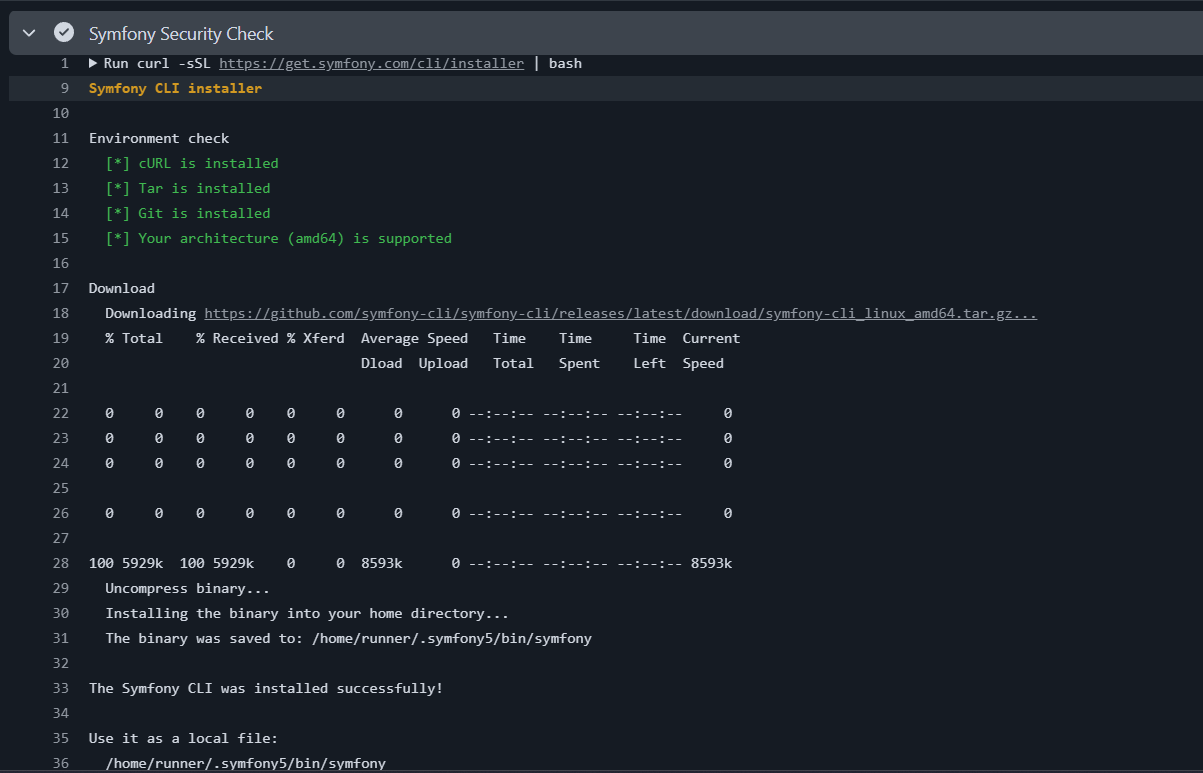 Symfony Security Check
1 Run curl -sSL https://get.symfony.com/cli/installer | bash
9 Symfony CLI installer
10
11 Environment check
12 [*] cURL is installed
13 [*] Tar is installed
14 [*] Git is installed
15 [*] Your architecture (amd64) is supported
16
17 Download
18 Downloading https://github.com/symfony-cli/symfony-cli/releases/latest/download/symfony-cli_linux_amd64.tar.gz...
19 % Total % Received % Xferd Average Speed Time Time Time Current
20 Dload Upload Total Spent Left Speed
21
22 0 0 0 0 0 0 0 0 --:--:-- --:--:-- --:--:-- 0
23 0 0 0 0 0 0 0 0 --:--:-- --:--:-- --:--:-- 0
24 0 0 0 0 0 0 0 0 --:--:-- --:--:-- --:--:-- 0
25
26 0 0 0 0 0 0 0 0 --:--:-- --:--:-- --:--:-- 0
27
28 100 5929k 100 5929k 0 0 8593k 0 --:--:-- --:--:-- --:--:-- 8593k
29 Uncompress binary...
30 Installing the binary into your home directory...
31 The binary was saved to: /home/runner/.symfony5/bin/symfony
32
33 The Symfony CLI was installed successfully!
34
35 Use it as a local file:
36 /home/runner/.symfony5/bin/symfony